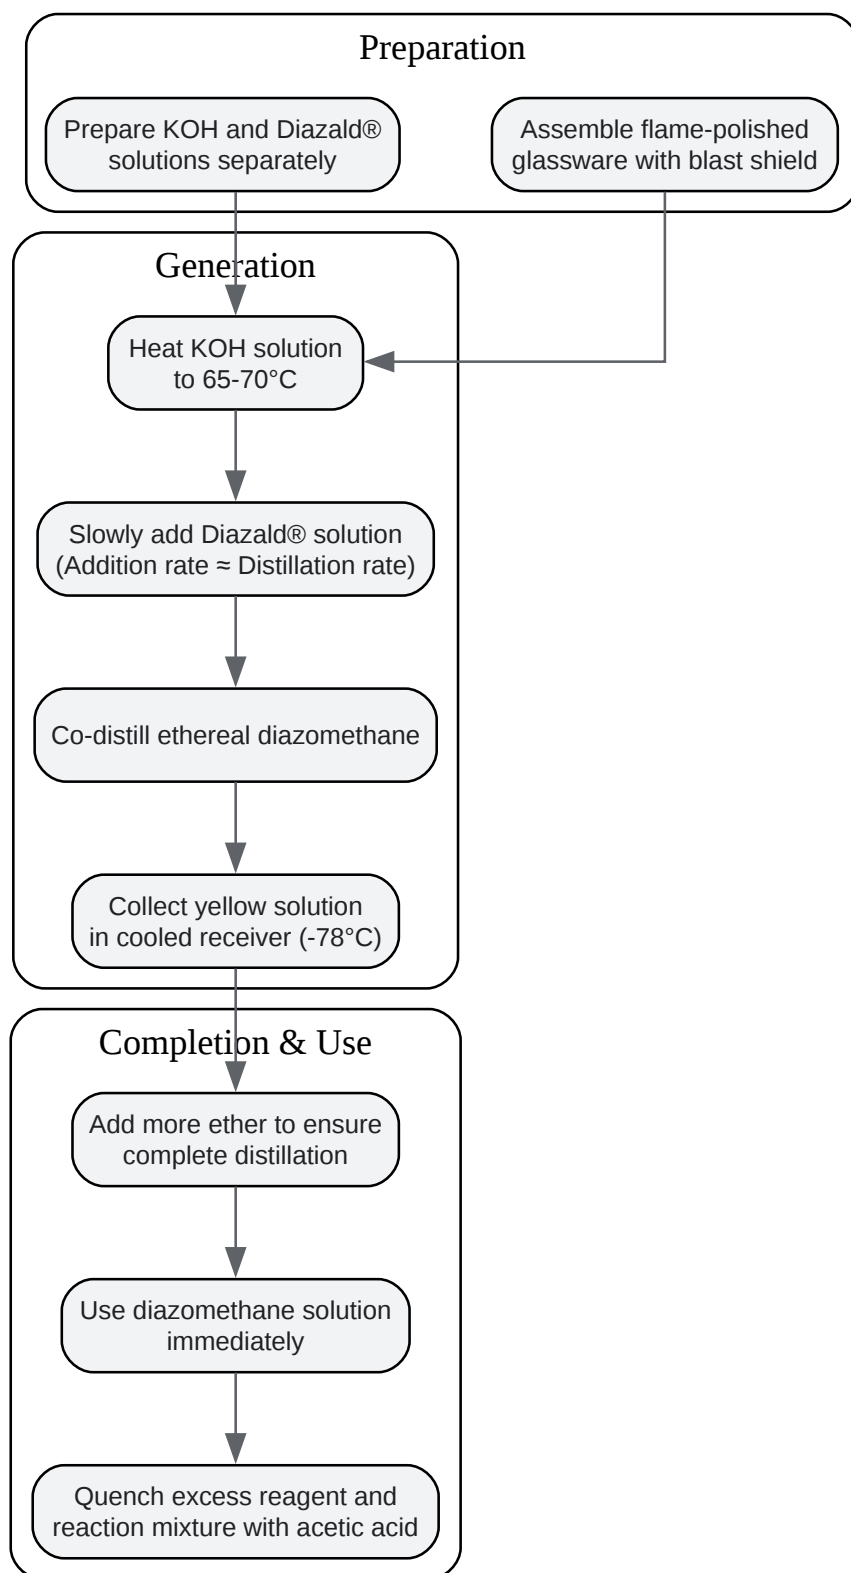 Preparation
Prepare KOH and Diazald®
solutions separately
Assemble flame-polished
glassware with blast shield
Generation
Heat KOH solution
to 65-70°C
Slowly add Diazald® solution
(Addition rate ≈ Distillation rate)
Co-distill ethereal diazomethane
Collect yellow solution
in cooled receiver (-78°C)
Completion & Use
Add more ether to ensure
complete distillation
Use diazomethane solution
immediately
Quench excess reagent and
reaction mixture with acetic acid